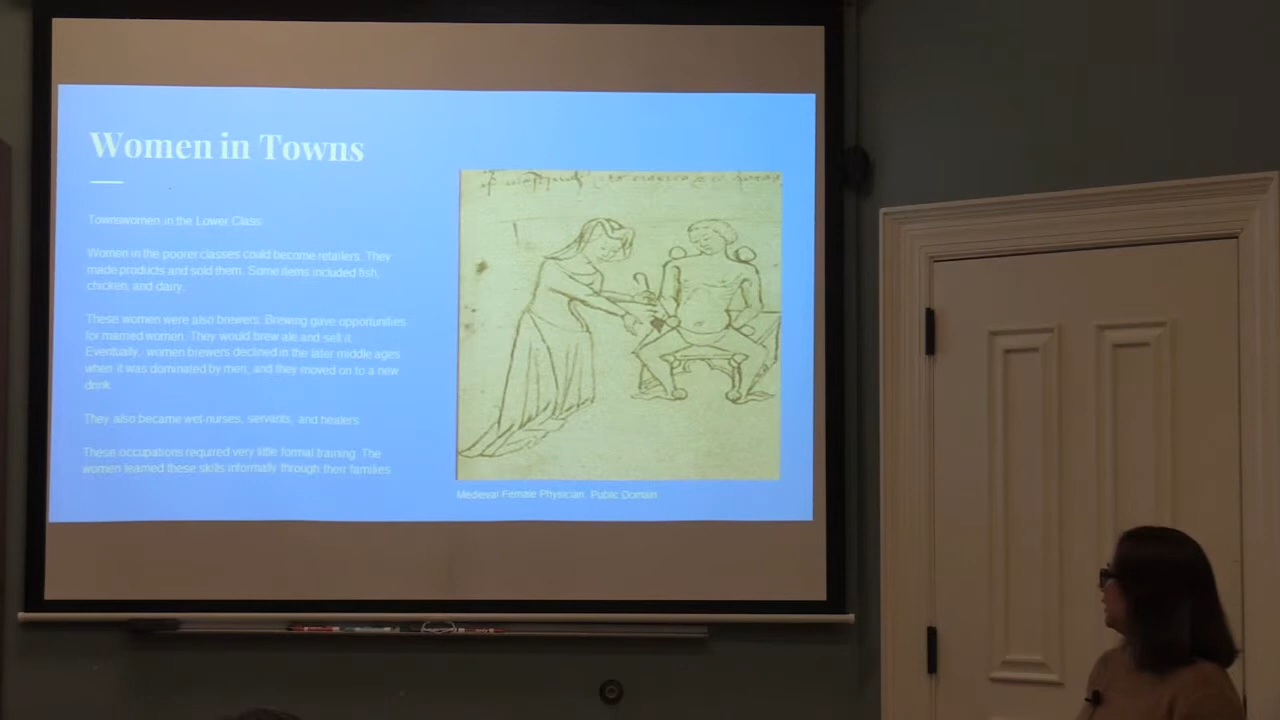 Women in Towns
Townswomen in the Lower Class:
Women in the poorer classes could become retailers. They
made products and sold them. Some items included fish,
chicken, and dairy.
These women were also brewers. Brewing gave opportunities
for married women. They would brew ale and sell it.
Eventually, women brewers declined in the later middle ages
when it was dominated by men, and they moved on to a new
drink.
They also became wet-nurses, servants, and healers.
These occupations required very little formal training. The
women learned these skills informally through their families.
Medieval Female Physician. Public Domain